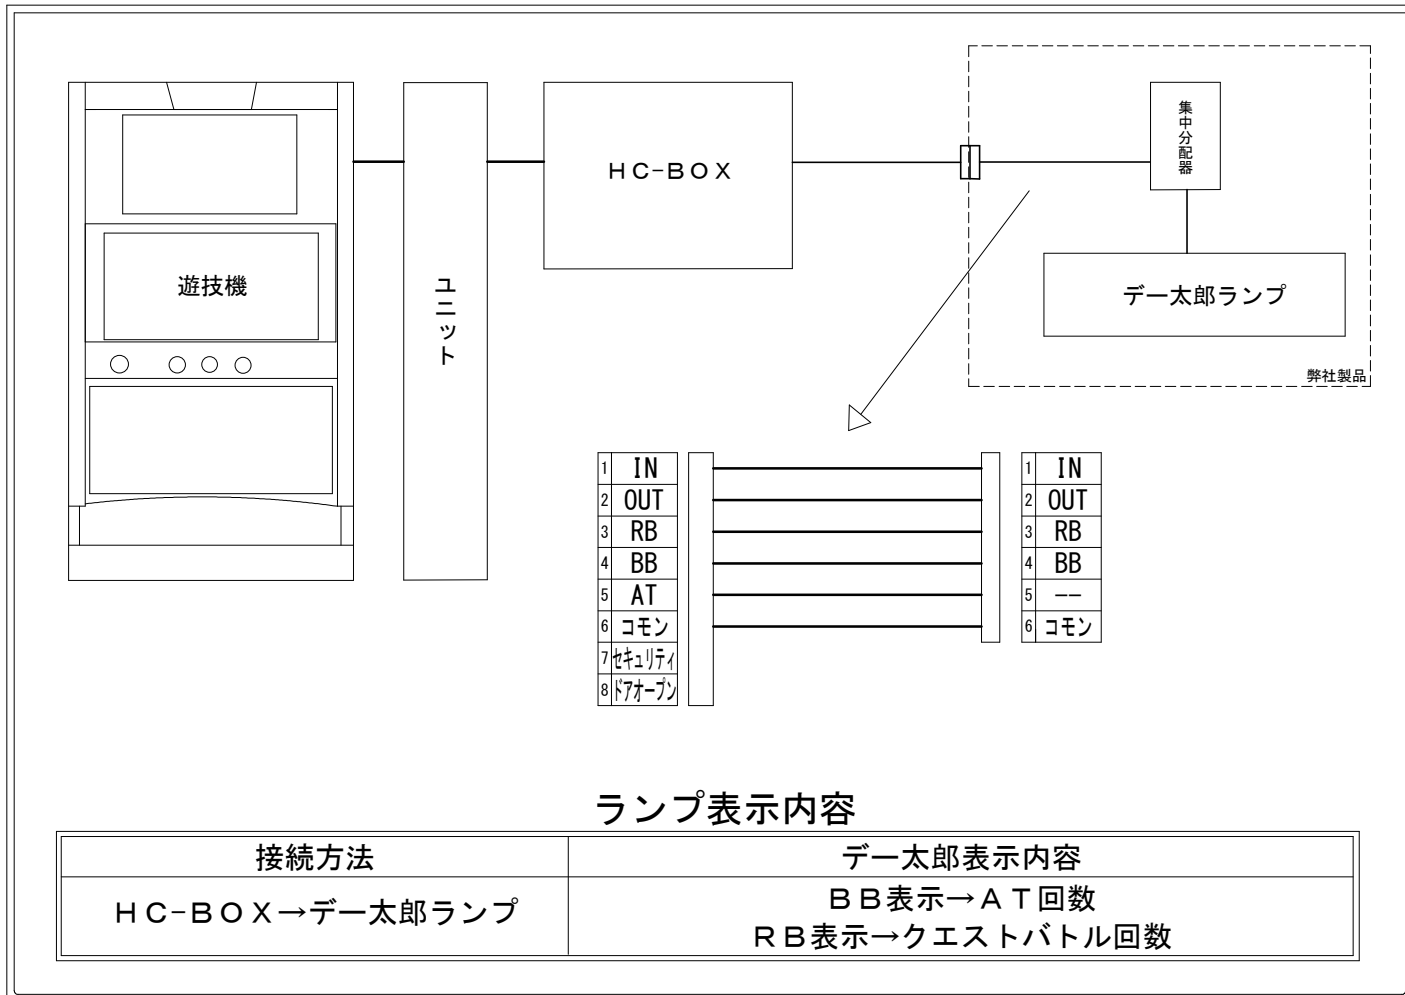 集中分配器
HC-BOX
遊技機
ユニット
デー太郎ランプ
弊社製品
1 IN
2 OUT
3 RB
4 BB
5 AT
6 コモン
7 セキュリティ
8 ドアオープン
1 IN
2 OUT
3 RB
4 BB
5 --
6 コモン
ランプ表示内容
接続方法 デー太郎表示内容
HC-BOX→デー太郎ランプ BB表示→AT回数
RB表示→クエストバトル回数